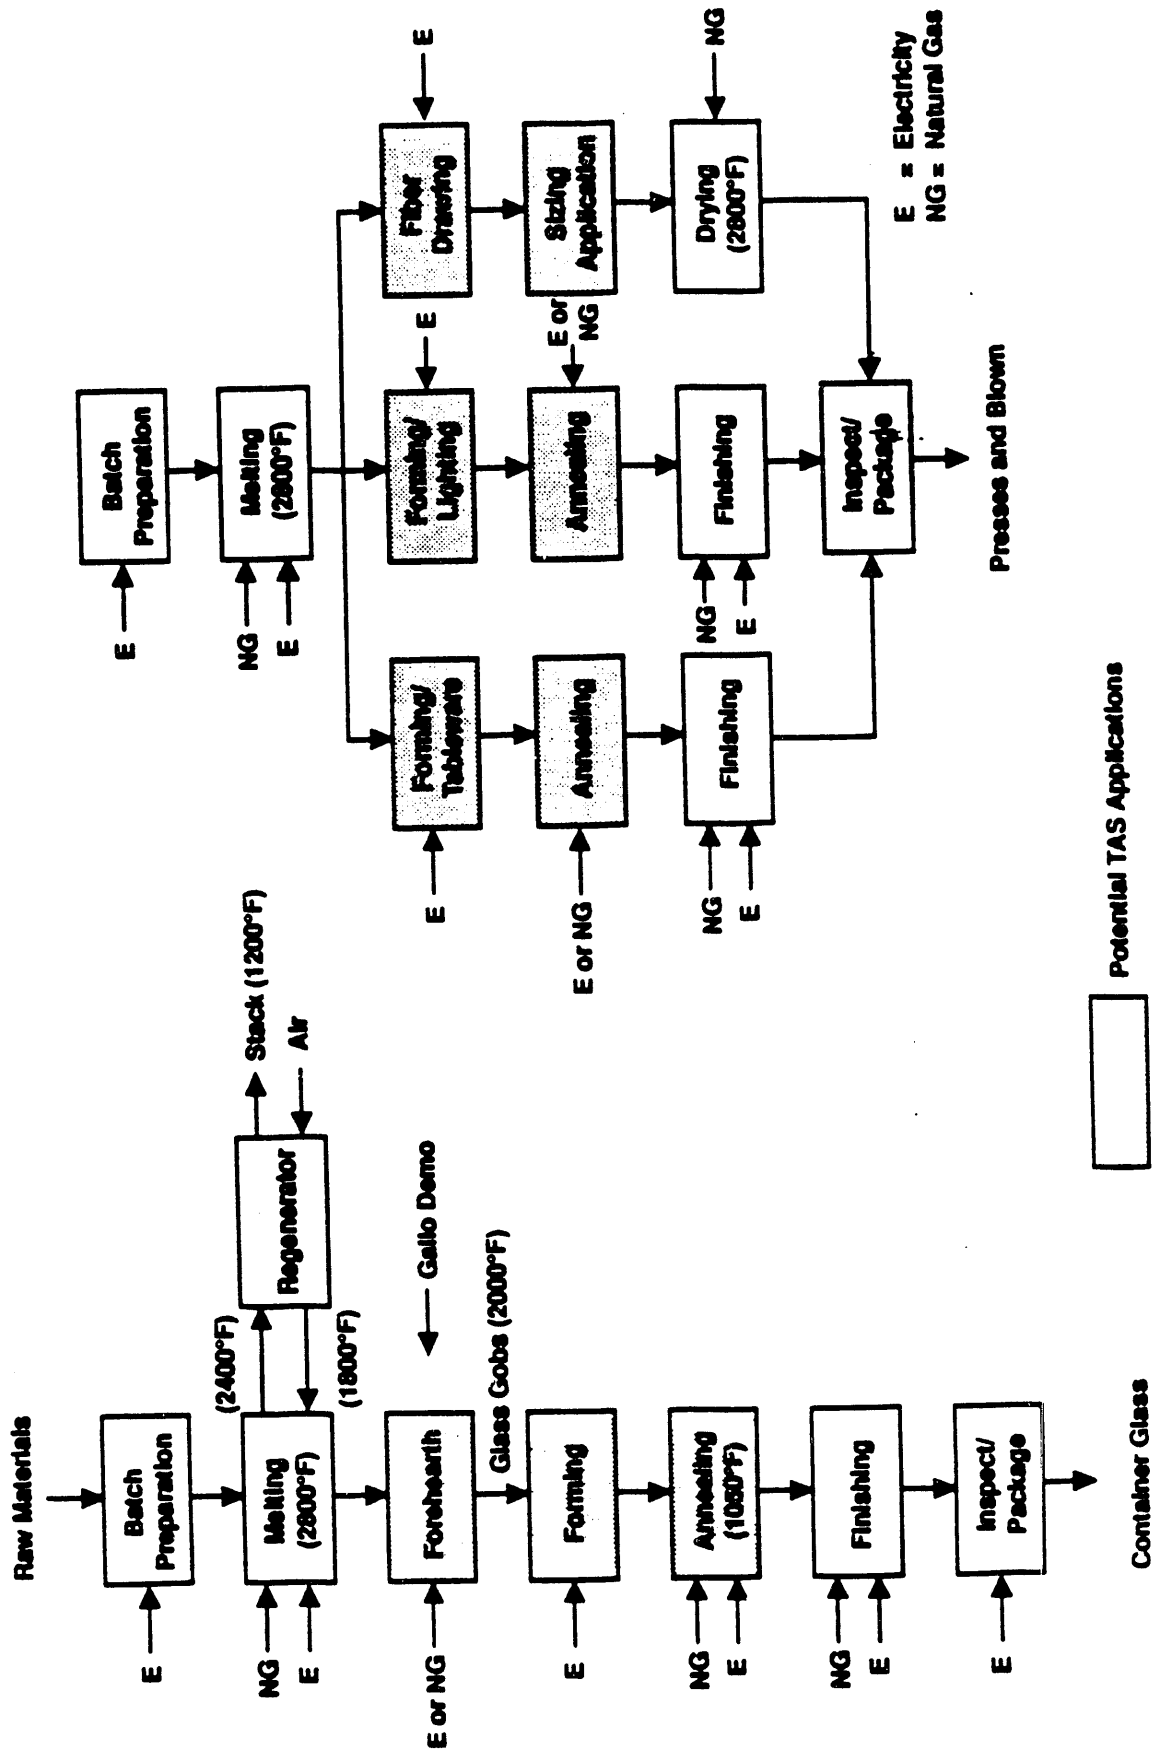 Raw Materials
E
Batch
Preparation
NG
E
Melting
(2800°F)
(2400°F)
(1800°F)
Regenerator
Stack (1200°F)
Air
E or NG
Forehearth
Gallo Demo
Glass Gobs (2000°F)
E
Forming
NG
E
Annealing
(1050°F)
NG
E
Finishing
E
Inspect/
Package
Container Glass
E
Batch
Preparation
NG
E
Melting
(2800°F)
E
Forming/
Tableware
E
Forming/
Lighting
E
Fiber
Drawing
E or NG
Annealing
E or
NG
Annealing
Sizing
Application
NG
E
Finishing
NG
E
Finishing
NG
Drying
(2800°F)
Inspect/
Package
Presses and Blown
E = Electricity
NG = Natural Gas
Potential TAS Applications